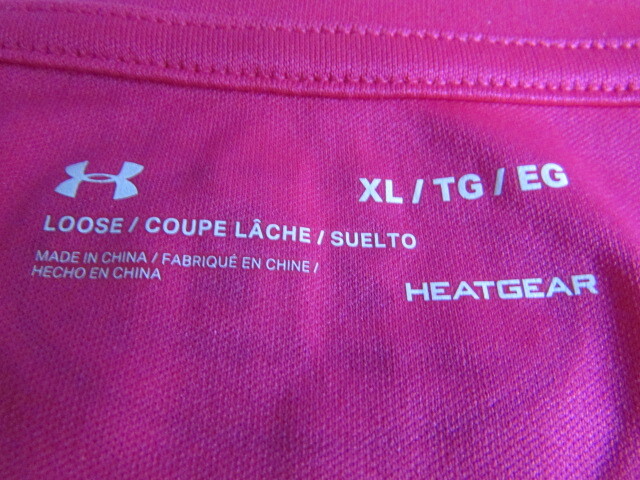 XL / TG / EG
LOOSE / COUPE LÂCHE / SUELTO
MADE IN CHINA / FABRIQUÉ EN CHINE /
HECHO EN CHINA
HEATGEAR